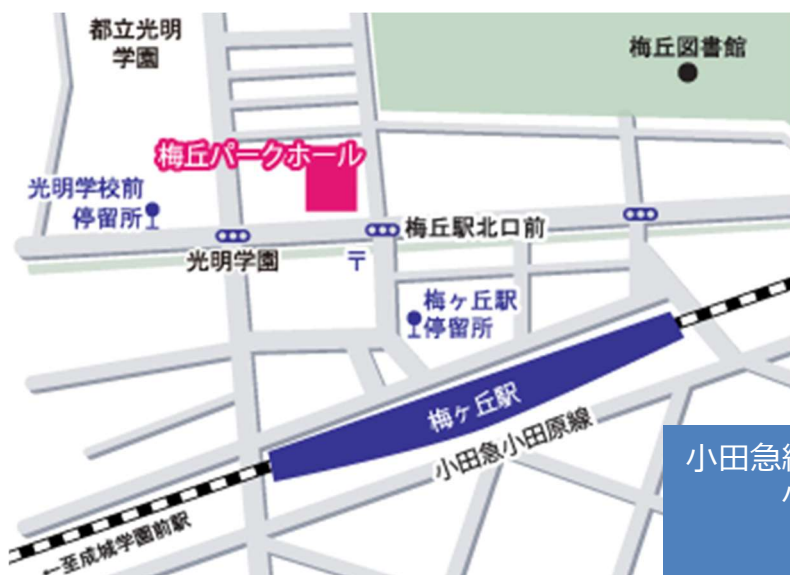 都立光明
学園
梅丘図書館
梅丘パークホール
光明学校前
停留所
光明学園
〒
梅丘駅北口前
梅ヶ丘駅
停留所
梅ヶ丘駅
小田急小田原線
←至成城学園前駅
小田急